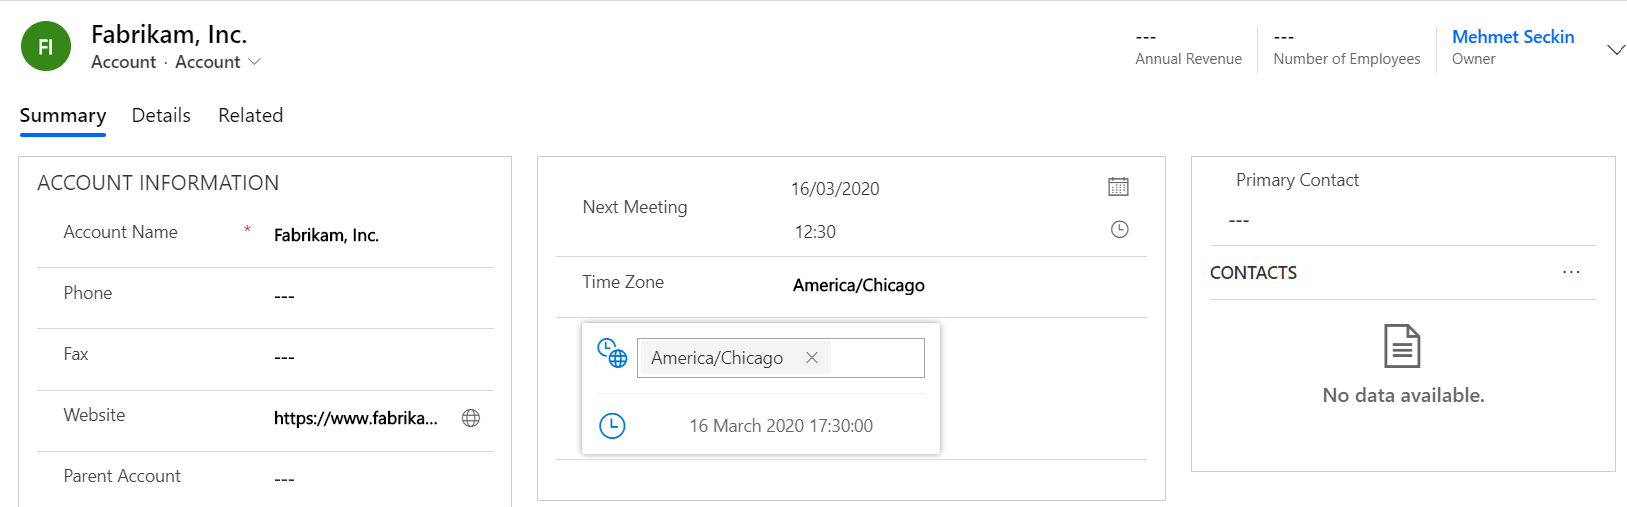 FI
Fabrikam, Inc.
Account · Account
---
Annual Revenue
---
Number of Employees
Mehmet Seckin
Owner
Summary Details Related
ACCOUNT INFORMATION
Account Name * Fabrikam, Inc.
Phone ---
Fax ---
Website https://www.fabrika...
Parent Account ---
Next Meeting
16/03/2020
12:30
Time Zone America/Chicago
America/Chicago
16 March 2020 17:30:00
Primary Contact
---
CONTACTS ...
No data available.